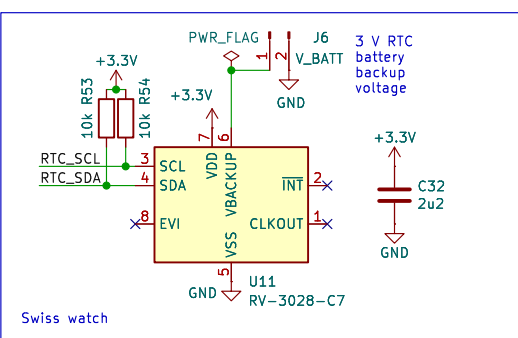 PWR_FLAG
J6
1
2
V_BATT
3 V RTC
battery
backup
voltage
+3.3V
10k R53
10k R54
+3.3V
GND
RTC_SCL
RTC_SDA
7
6
3
SCL
4
SDA
VDD
VBACKUP
INT
2
8
EVI
CLKOUT
1
VSS
5
+3.3V
C32
2u2
GND
U11
GND
RV-3028-C7
Swiss watch